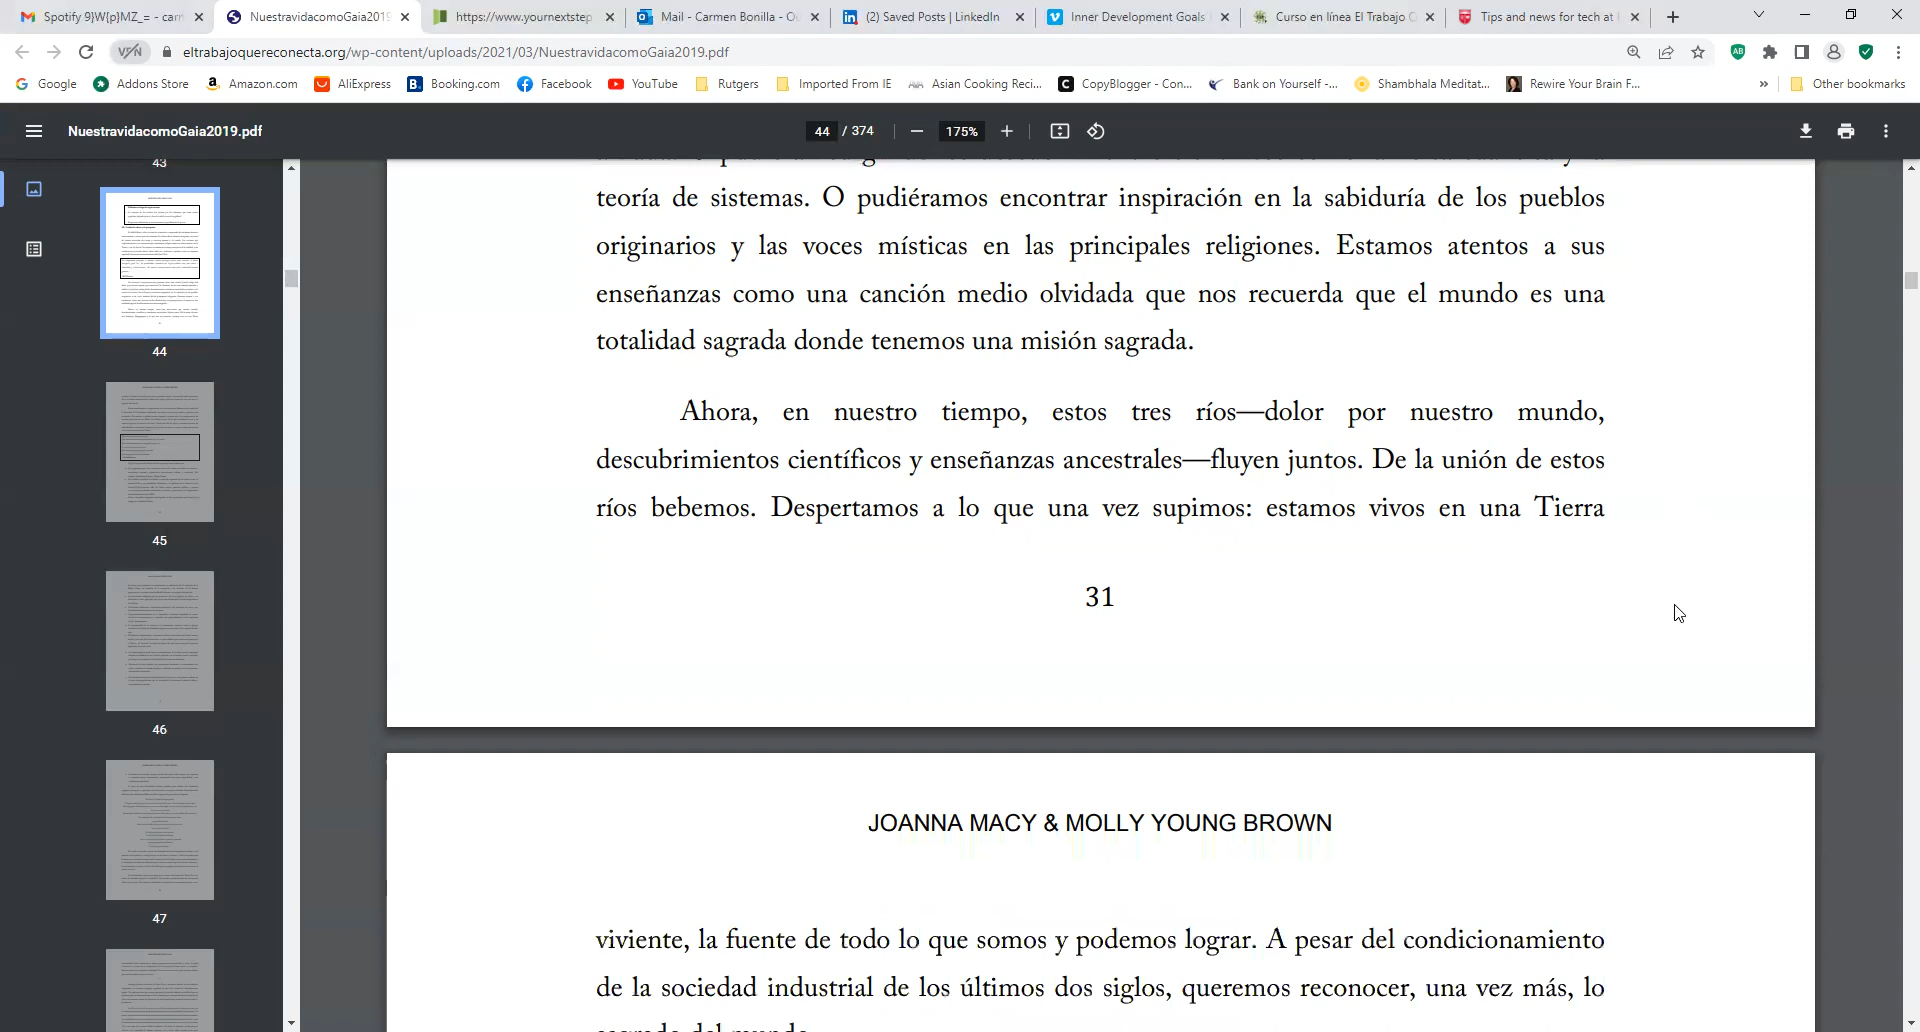 Spotify 9}W{p}MZ_= - can
NuestravidacomoGaia2019
https://www.yournextstep
Mail - Carmen Bonilla - O
(2) Saved Posts | LinkedIn
Inner Development Goals
Curso en línea El Trabajo
Tips and news for tech at
VPN
eltrabajoquereconecta.org/wp-content/uploads/2021/03/NuestravidacomoGaia2019.pdf
Google
Addons Store
Amazon.com
AliExpress
Booking.com
Facebook
YouTube
Rutgers
Imported From IE
Asian Cooking Reci...
CopyBlogger - Con...
Bank on Yourself -...
Shambhala Meditat...
Rewire Your Brain F...
»
Other bookmarks
NuestravidacomoGaia2019.pdf
44 / 374
175%
43
44
45
46
47
teoría de sistemas. O pudiéramos encontrar inspiración en la sabiduría de los pueblos
originarios y las voces místicas en las principales religiones. Estamos atentos a sus
enseñanzas como una canción medio olvidada que nos recuerda que el mundo es una
totalidad sagrada donde tenemos una misión sagrada.
Ahora, en nuestro tiempo, estos tres ríos—dolor por nuestro mundo,
descubrimientos científicos y enseñanzas ancestrales—fluyen juntos. De la unión de estos
ríos bebemos. Despertamos a lo que una vez supimos: estamos vivos en una Tierra
31
JOANNA MACY & MOLLY YOUNG BROWN
viviente, la fuente de todo lo que somos y podemos lograr. A pesar del condicionamiento
de la sociedad industrial de los últimos dos siglos, queremos reconocer, una vez más, lo